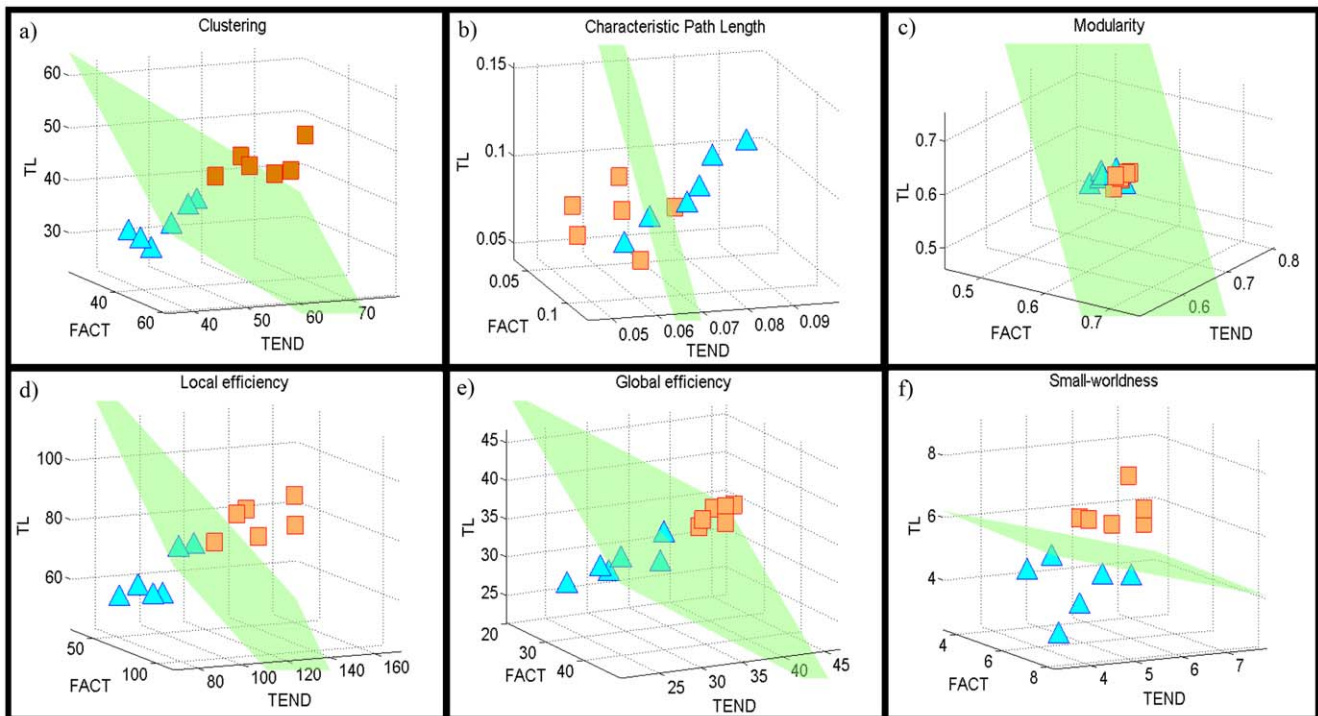 a)
Clustering
60
50
40
30
TL
40
60
FACT
40
50
60
70
TEND
b)
Characteristic Path Length
0.15
0.1
0.05
TL
0.05
0.1
FACT
0.05
0.06
0.07
0.08
0.09
TEND
c)
Modularity
0.7
0.6
0.5
TL
0.5
0.6
0.7
FACT
0.6
0.7
0.8
TEND
d)
Local efficiency
100
80
60
TL
50
100
FACT
80
100
120
140
160
TEND
e)
Global efficiency
45
40
35
30
25
TL
20
30
40
FACT
25
30
35
40
45
TEND
f)
Small-worldness
8
6
4
TL
4
6
8
FACT
4
5
6
7
TEND